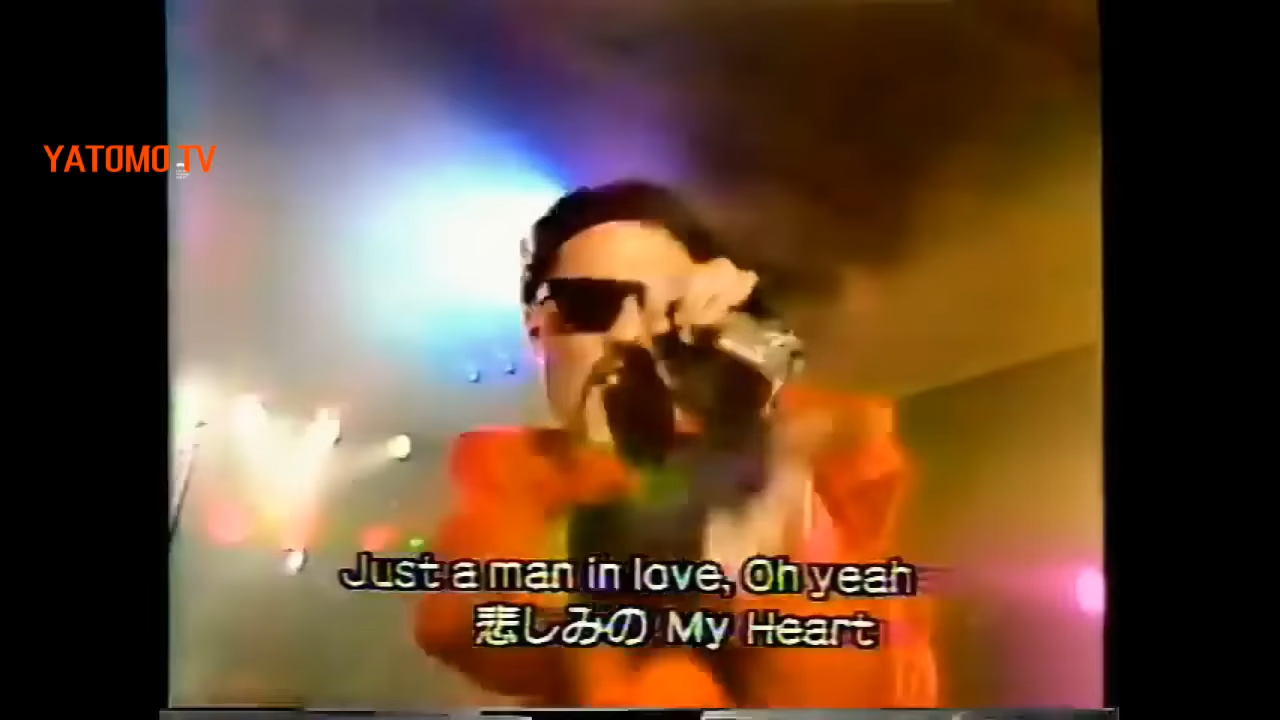 YATOMO TV
Just a man in love, Oh yeah
悲しみの My Heart